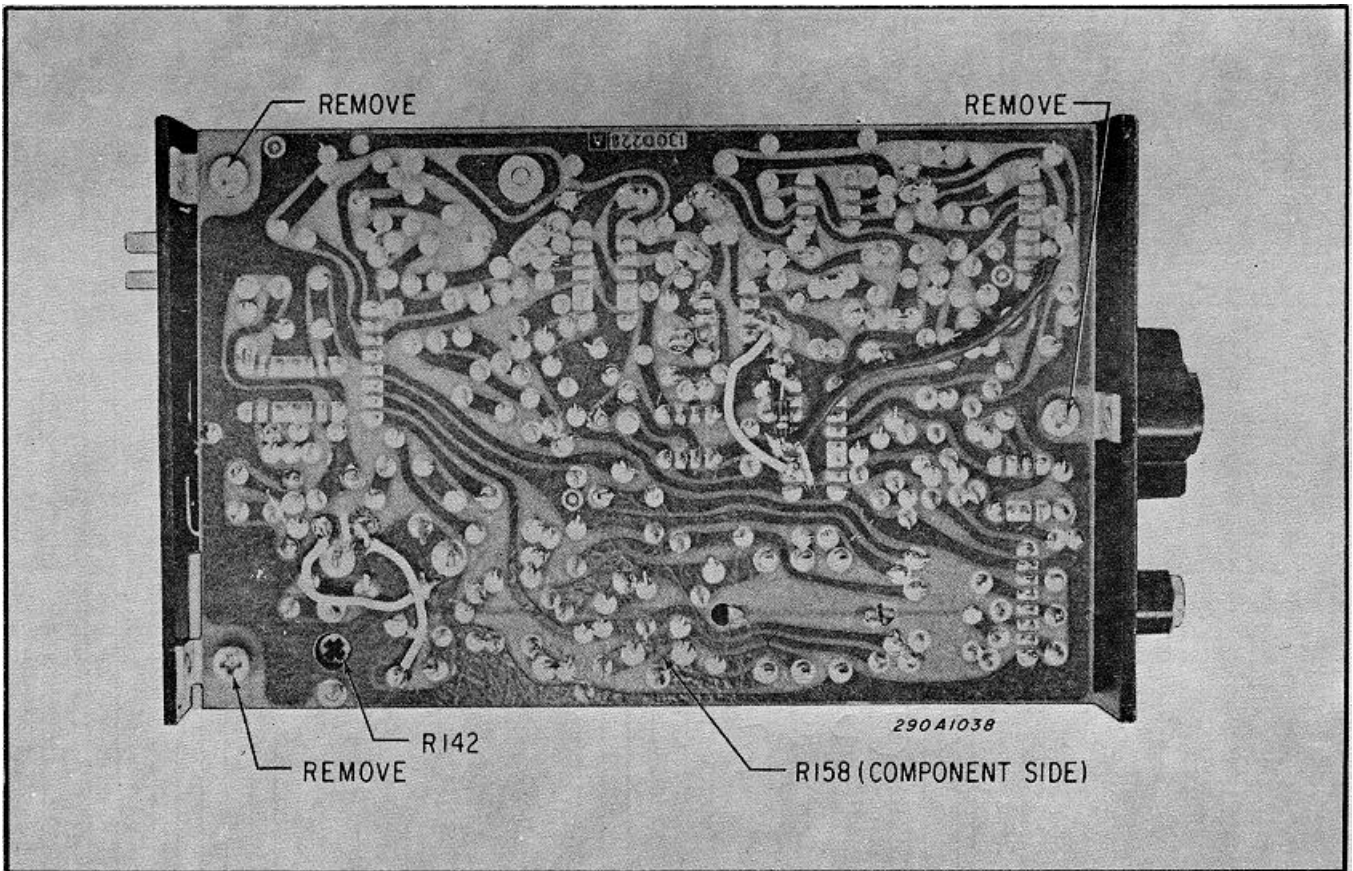 REMOVE
REMOVE
130D228 A
290A1038
R142
REMOVE
R158 (COMPONENT SIDE)